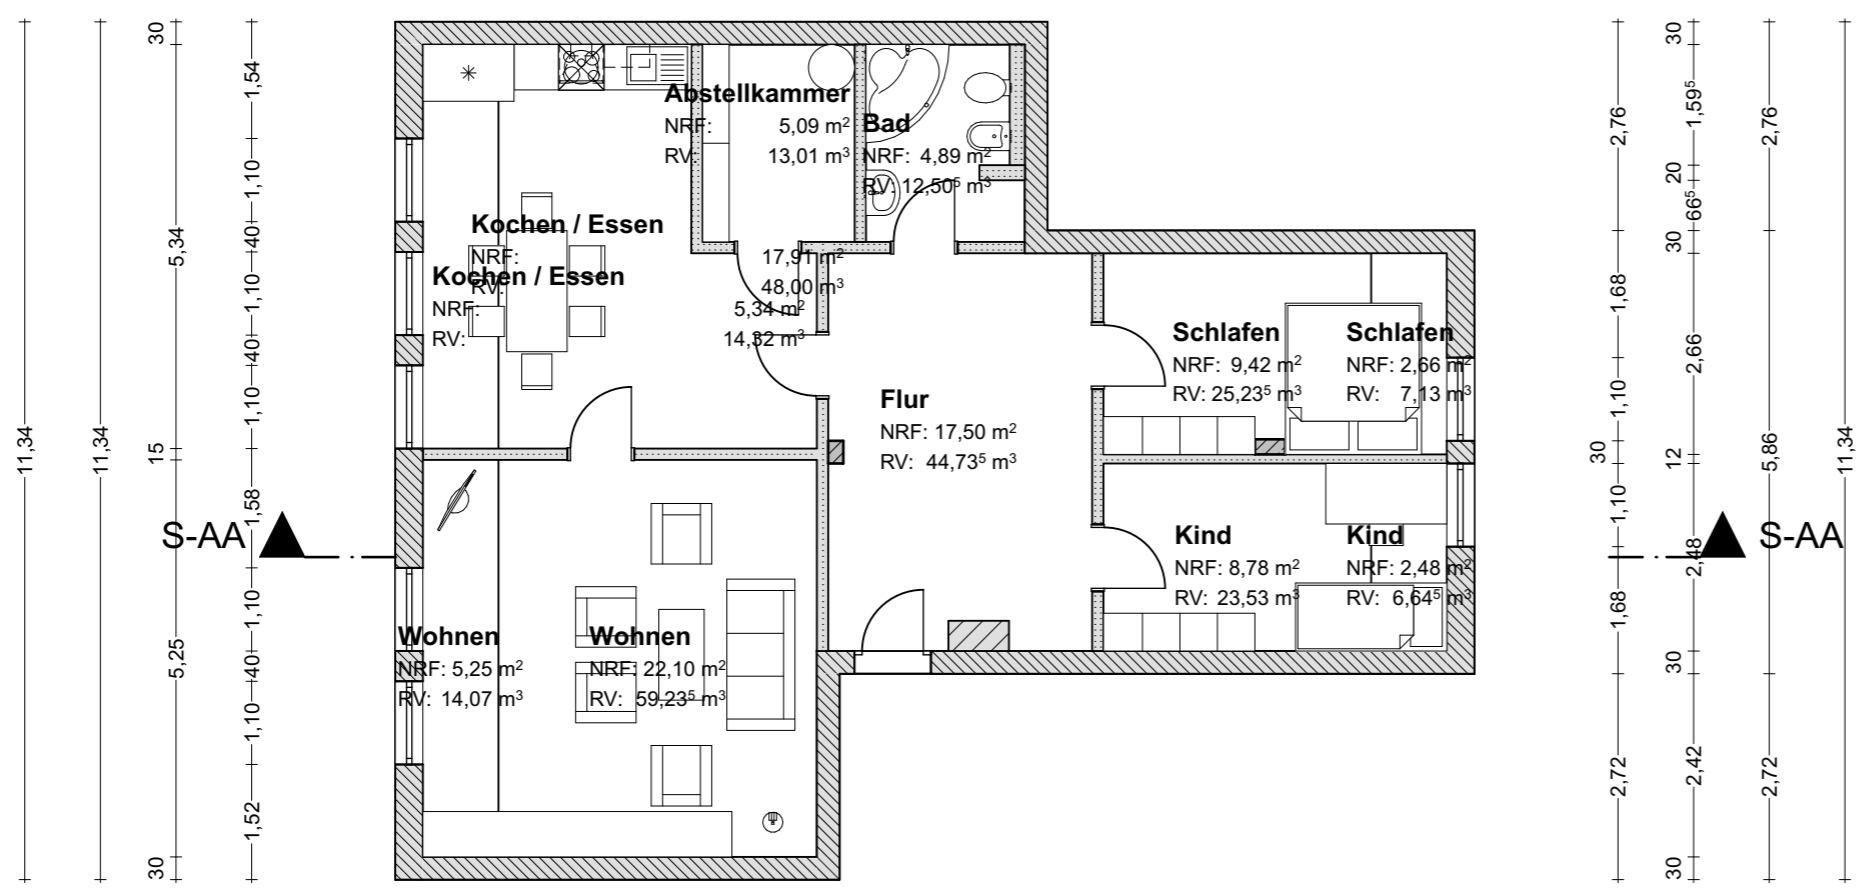 Abstellkammer
NRF: 5,09 m²
RV: 13,01 m³
Bad
NRF: 4,89 m²
RV: 12,50⁵ m³
Kochen / Essen
NRF: 17,91 m²
RV: 48,00 m³
Kochen / Essen
NRF: 5,34 m²
RV: 14,32 m³
Schlafen
NRF: 9,42 m²
RV: 25,23⁵ m³
Schlafen
NRF: 2,66 m²
RV: 7,13 m³
Flur
NRF: 17,50 m²
RV: 44,73⁵ m³
Kind
NRF: 8,78 m²
RV: 23,53 m³
Kind
NRF: 2,48 m²
RV: 6,64⁵ m³
Wohnen
NRF: 5,25 m²
RV: 14,07 m³
Wohnen
NRF: 22,10 m²
RV: 59,23⁵ m³
S-AA
S-AA
11,34
11,34
30
5,34
15
5,25
30
1,54
1,10
40
1,10
40
1,10
1,58
1,10
40
1,10
1,52
30
2,76
1,68
1,10
30
1,10
1,68
2,72
30
1,59⁵
20
66⁵
30
2,66
12
2,48
30
2,42
30
2,76
5,86
2,72
11,34